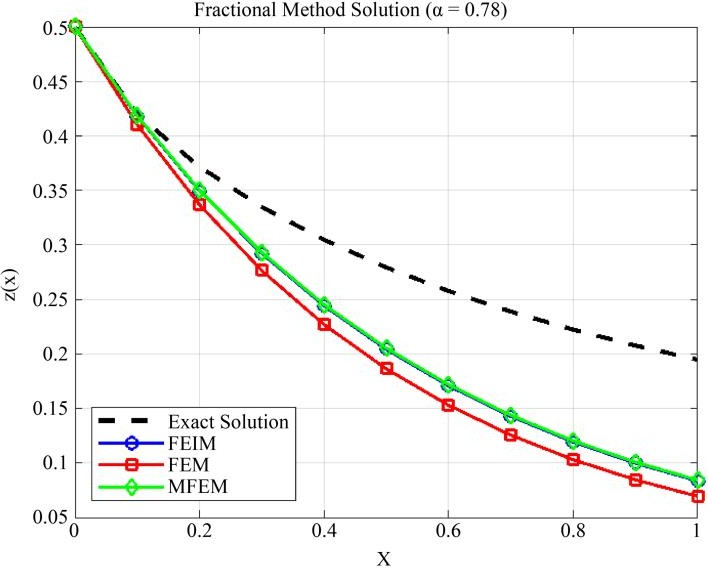 Fractional Method Solution (α = 0.78)
0.5
0.45
0.4
0.35
0.3
0.25
0.2
0.15
0.1
0.05
z(x)
Exact Solution
FEIM
FEM
MFEM
0 0.2 0.4 0.6 0.8 1
X